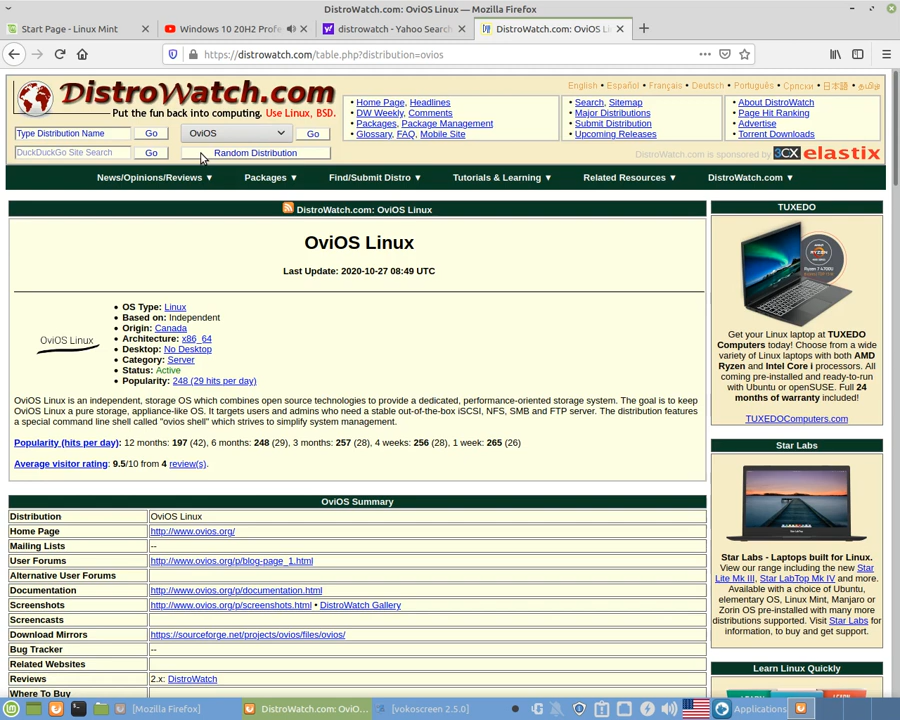 DistroWatch.com: OviOS Linux — Mozilla Firefox
Start Page - Linux Mint
Windows 10 20H2 Profe
distrowatch - Yahoo Search
DistroWatch.com: OviOS Li
https://distrowatch.com/table.php?distribution=ovios
DistroWatch.com
Put the fun back into computing. Use Linux, BSD.
English • Español • Français • Deutsch • Português • Српски • 日本語 • தமிழ்
• Home Page, Headlines
• DW Weekly, Comments
• Packages, Package Management
• Glossary, FAQ, Mobile Site
• Search, Sitemap
• Major Distributions
• Submit Distribution
• Upcoming Releases
• About DistroWatch
• Page Hit Ranking
• Advertise
• Torrent Downloads
Type Distribution Name Go OviOS Go
DuckDuckGo Site Search Go Random Distribution
DistroWatch.com is sponsored by 3CX elastix
News/Opinions/Reviews ▼ Packages ▼ Find/Submit Distro ▼ Tutorials & Learning ▼ Related Resources ▼ DistroWatch.com ▼
DistroWatch.com: OviOS Linux
OviOS Linux
Last Update: 2020-10-27 08:49 UTC
OviOS Linux
• OS Type: Linux
• Based on: Independent
• Origin: Canada
• Architecture: x86_64
• Desktop: No Desktop
• Category: Server
• Status: Active
• Popularity: 248 (29 hits per day)
OviOS Linux is an independent, storage OS which combines open source technologies to provide a dedicated, performance-oriented storage system. The goal is to keep
OviOS Linux a pure storage, appliance-like OS. It targets users and admins who need a stable out-of-the-box iSCSI, NFS, SMB and FTP server. The distribution features
a special command line shell called "ovios shell" which strives to simplify system management.
Popularity (hits per day): 12 months: 197 (42), 6 months: 248 (29), 3 months: 257 (28), 4 weeks: 256 (28), 1 week: 265 (26)
Average visitor rating: 9.5/10 from 4 review(s).
OviOS Summary
Distribution OviOS Linux
Home Page http://www.ovios.org/
Mailing Lists --
User Forums http://www.ovios.org/p/blog-page_1.html
Alternative User Forums
Documentation http://www.ovios.org/p/documentation.html
Screenshots http://www.ovios.org/p/screenshots.html • DistroWatch Gallery
Screencasts
Download Mirrors https://sourceforge.net/projects/ovios/files/ovios/
Bug Tracker --
Related Websites
Reviews 2.x: DistroWatch
Where To Buy
TUXEDO
RYZEN
Ryzen 7 4700U
Get your Linux laptop at TUXEDO
Computers today! Choose from a wide
variety of Linux laptops with both AMD
Ryzen and Intel Core i processors. All
coming pre-installed and ready-to-run
with Ubuntu or openSUSE. Full 24
months of warranty included!
TUXEDOComputers.com
Star Labs
Star Labs - Laptops built for Linux.
View our range including the new Star
Lite Mk III, Star LabTop Mk IV and more.
Available with a choice of Ubuntu,
elementary OS, Linux Mint, Manjaro or
Zorin OS pre-installed with many more
distributions supported. Visit Star Labs for
information, to buy and get support.
Learn Linux Quickly
[Mozilla Firefox]
DistroWatch.com: OviO...
[vokoscreen 2.5.0]
Applications